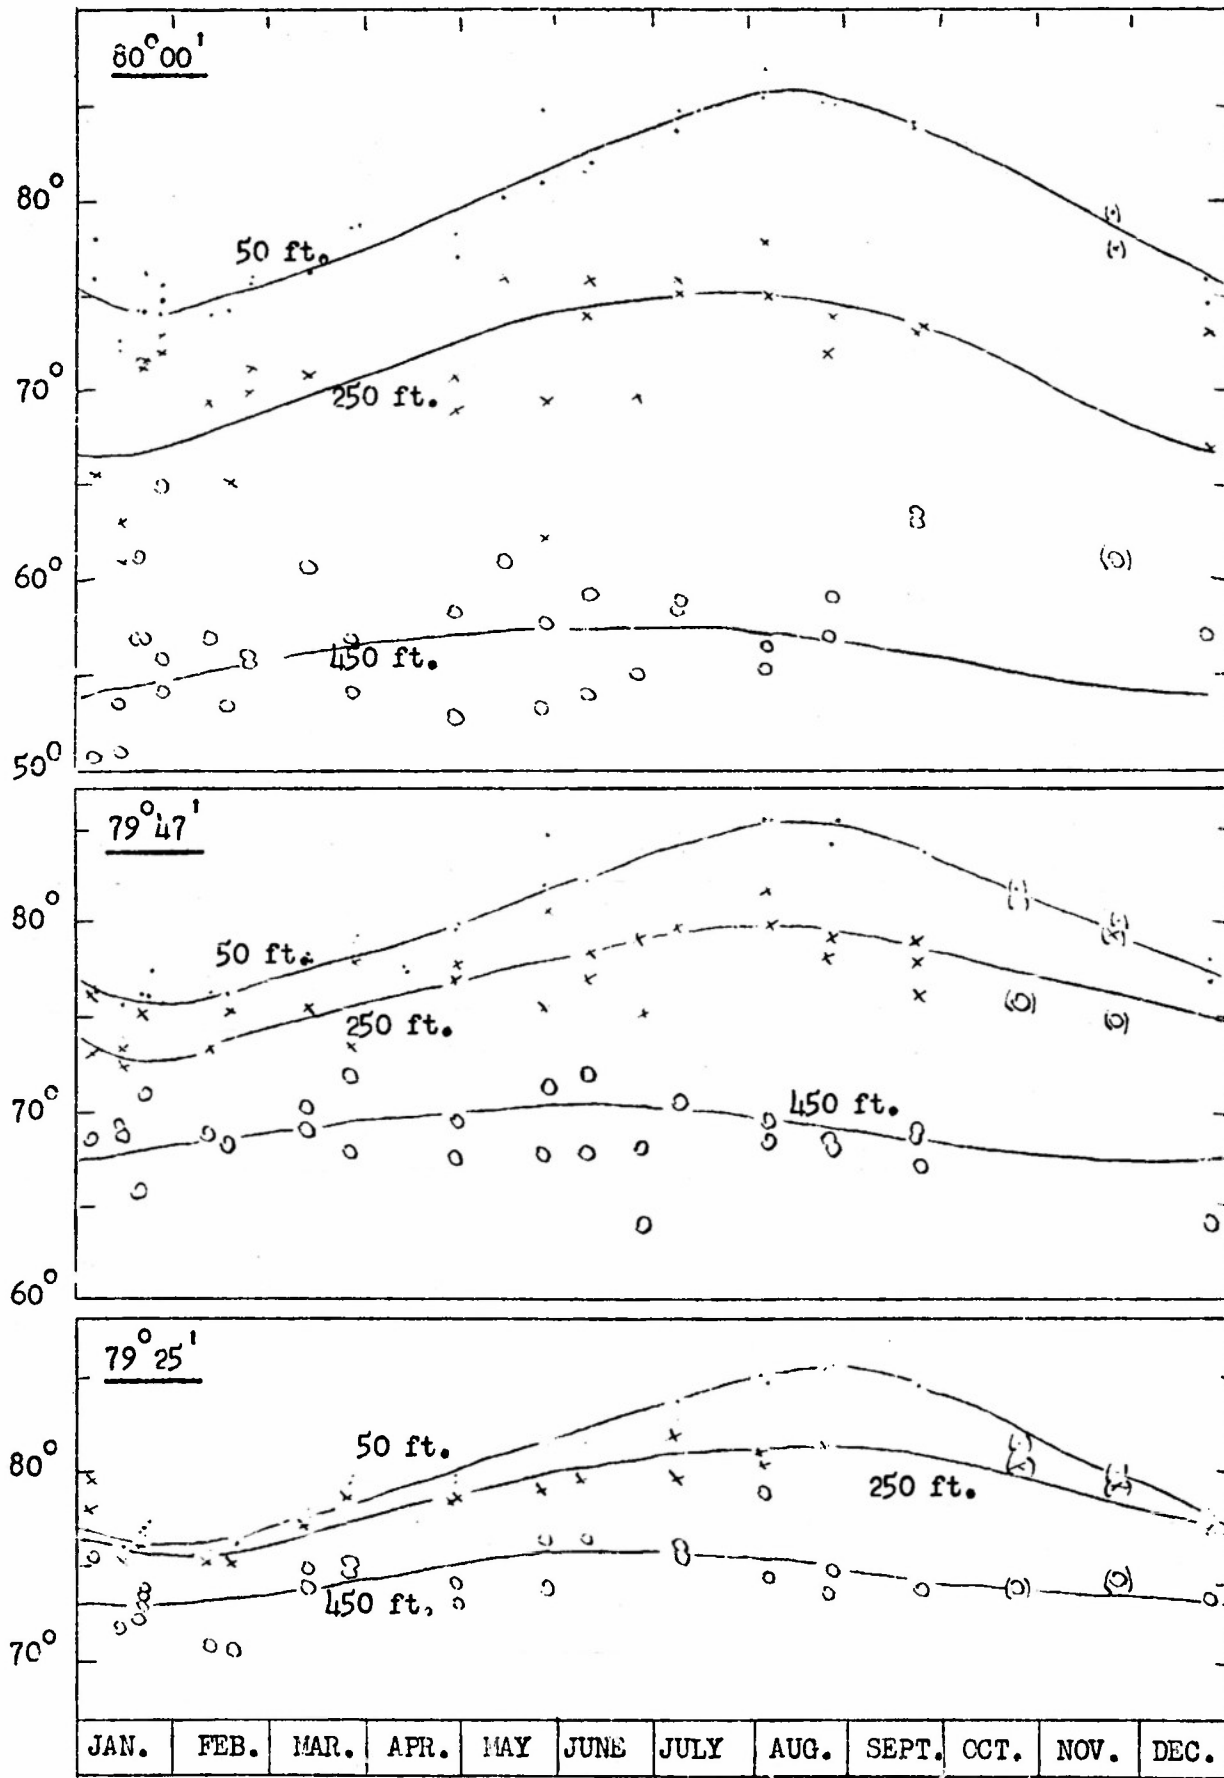 80°00'
80°
50 ft.
70°
250 ft.
60°
450 ft.
50°
79°47'
80°
50 ft.
250 ft.
70°
450 ft.
60°
79°25'
50 ft.
80°
250 ft.
450 ft.
70°
JAN. FEB. MAR. APR. MAY JUNE JULY AUG. SEPT. OCT. NOV. DEC.